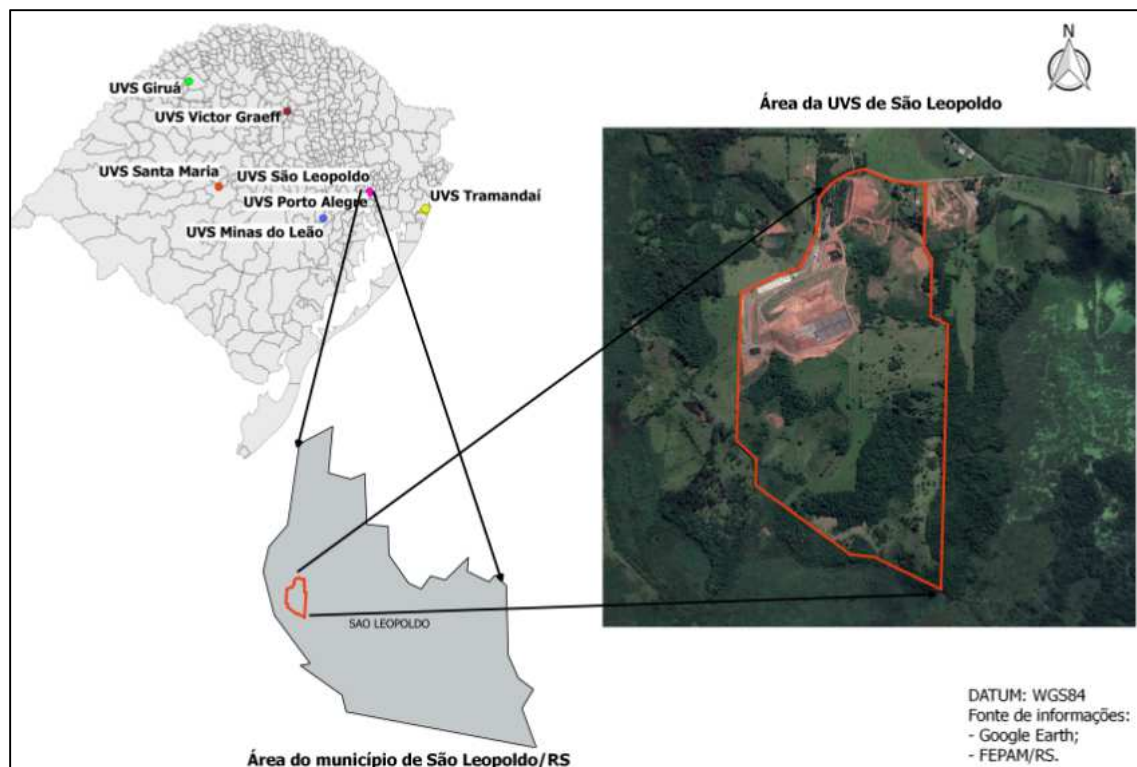 N
UVS Giruá
UVS Victor Graeff
Área da UVS de São Leopoldo
UVS Santa Maria
UVS São Leopoldo
UVS Porto Alegre
UVS Tramandaí
UVS Minas do Leão
SAO LEOPOLDO
DATUM: WGS84
Fonte de informações:
- Google Earth;
- FEPAM/RS.
Área do município de São Leopoldo/RS